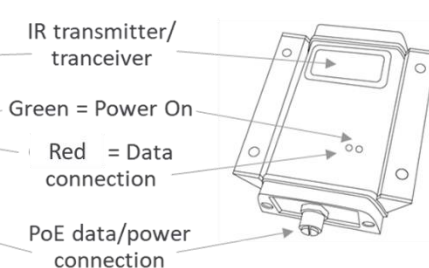 IR transmitter/
tranceiver
Green = Power On
Red = Data
connection
PoE data/power
connection